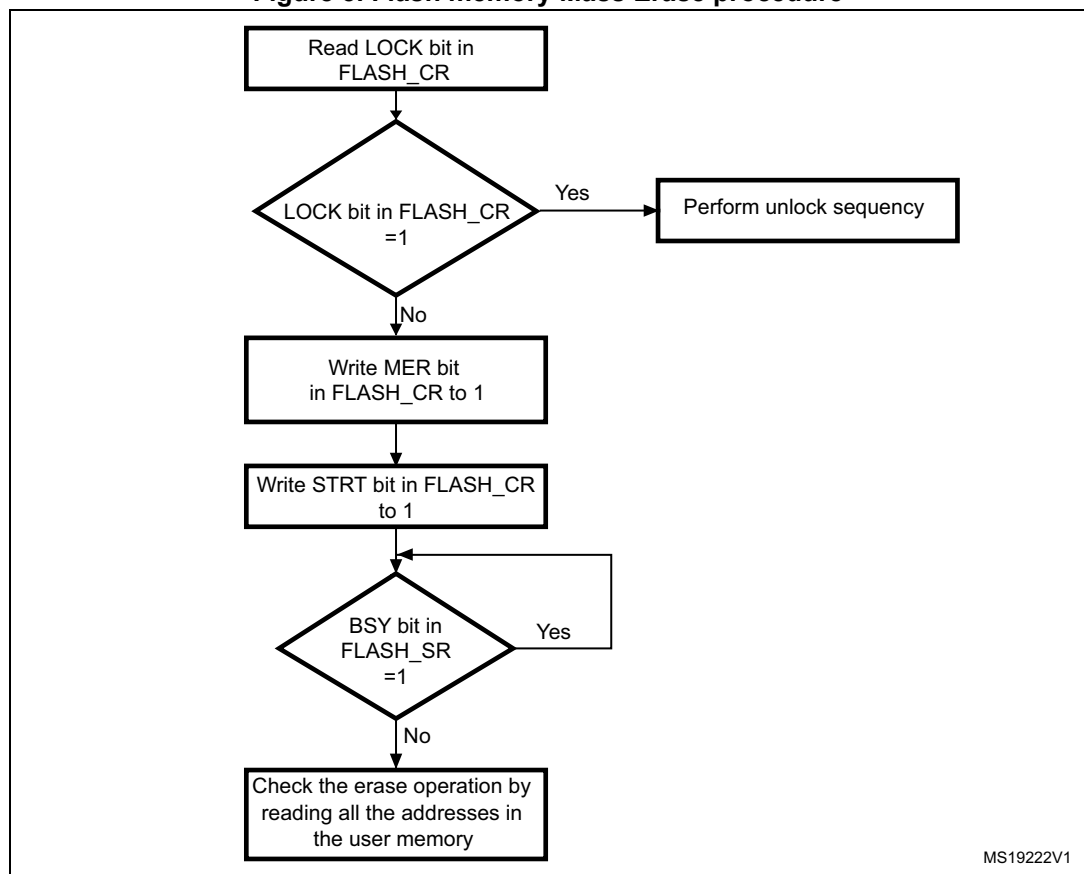 Read LOCK bit in
FLASH_CR
LOCK bit in FLASH_CR
=1
Yes
Perform unlock sequency
No
Write MER bit
in FLASH_CR to 1
Write STRT bit in FLASH_CR
to 1
BSY bit in
FLASH_SR
=1
Yes
No
Check the erase operation by
reading all the addresses in
the user memory
MS19222V1